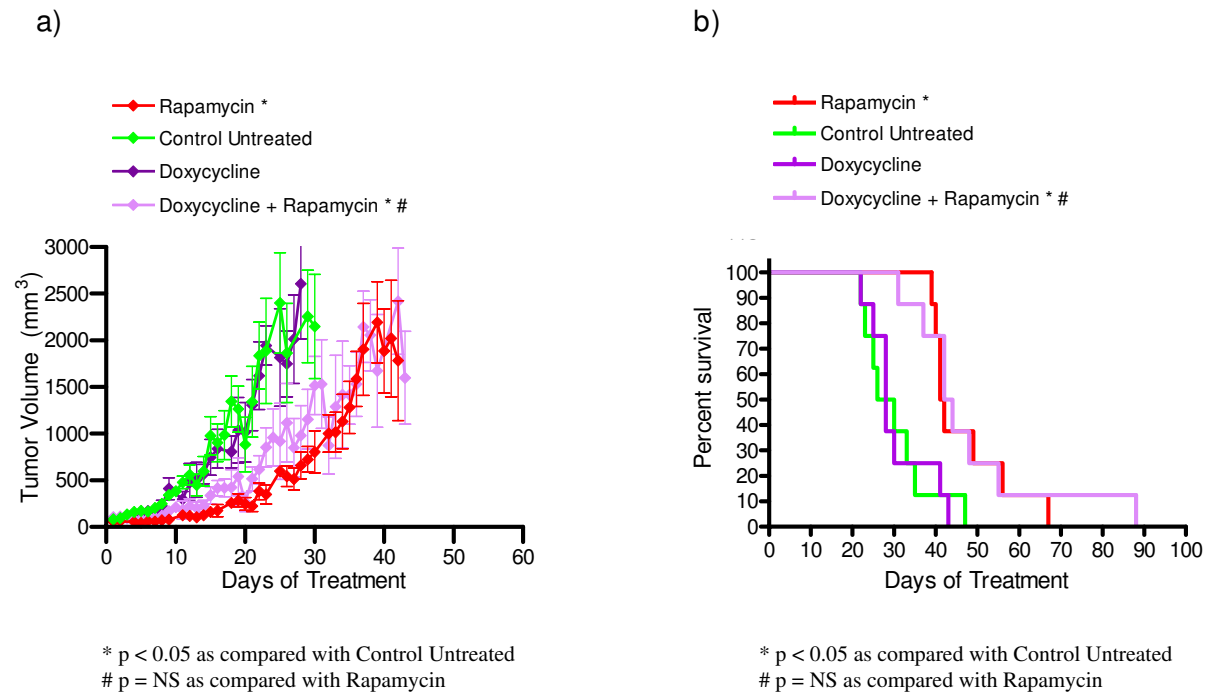 a)
Rapamycin *
Control Untreated
Doxycycline
Doxycycline + Rapamycin * #
3000
2500
2000
1500
1000
500
0
Tumor Volume (mm³)
0 10 20 30 40 50 60
Days of Treatment
* p < 0.05 as compared with Control Untreated
# p = NS as compared with Rapamycin
b)
Rapamycin *
Control Untreated
Doxycycline
Doxycycline + Rapamycin * #
100
90
80
70
60
50
40
30
20
10
0
Percent survival
0 10 20 30 40 50 60 70 80 90 100
Days of Treatment
* p < 0.05 as compared with Control Untreated
# p = NS as compared with Rapamycin